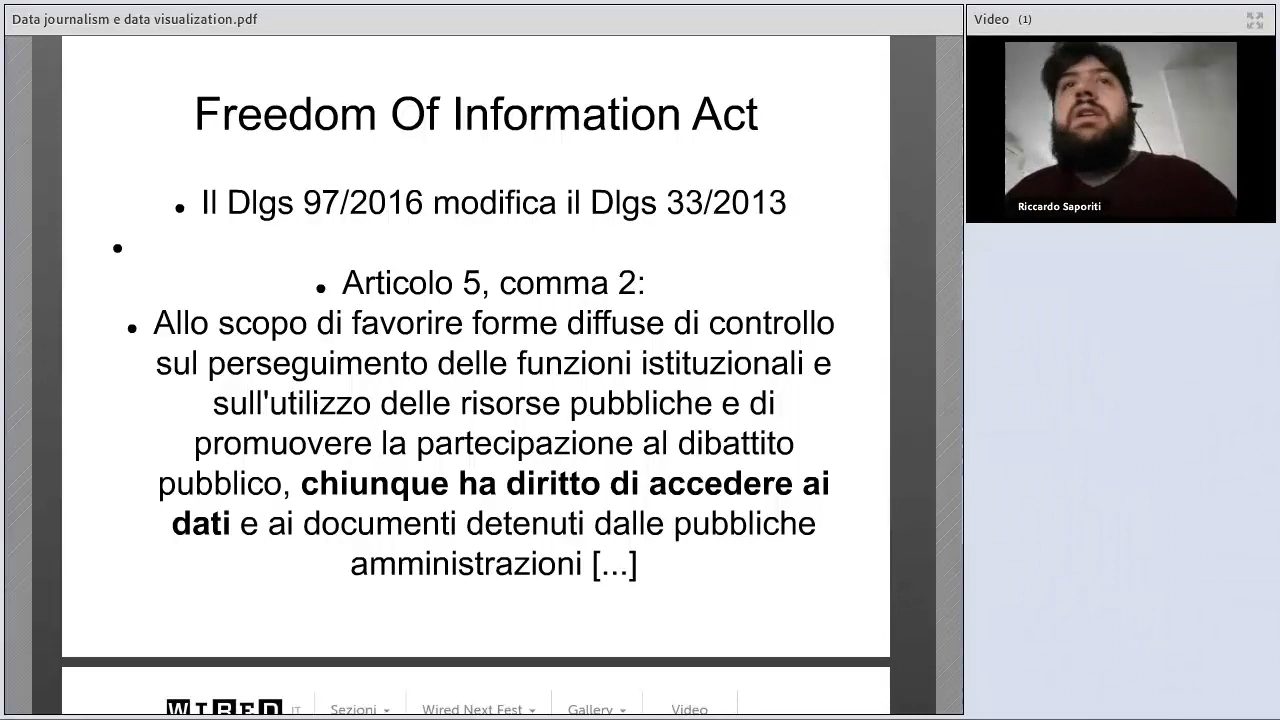 Data journalism e data visualization.pdf
Video (1)
Freedom Of Information Act
• Il Dlgs 97/2016 modifica il Dlgs 33/2013
•
• Articolo 5, comma 2:
• Allo scopo di favorire forme diffuse di controllo
sul perseguimento delle funzioni istituzionali e
sull'utilizzo delle risorse pubbliche e di
promuovere la partecipazione al dibattito
pubblico, chiunque ha diritto di accedere ai
dati e ai documenti detenuti dalle pubbliche
amministrazioni [...]
Riccardo Saporiti
WIRED.IT Sezioni Wired Next Fest Gallery Video